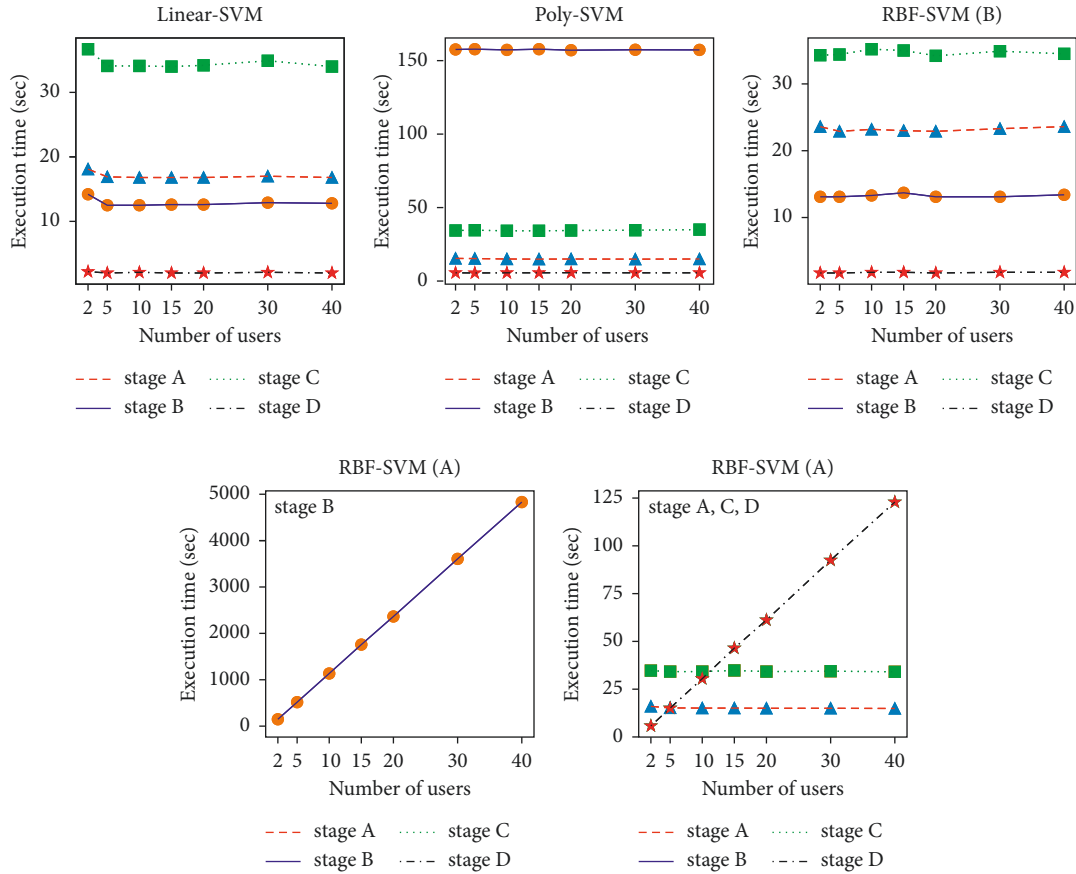 Linear-SVM
Execution time (sec)
30
20
10
2 5 10 15 20 30 40
Number of users
stage A
stage B
stage C
stage D
Poly-SVM
Execution time (sec)
150
100
50
0
2 5 10 15 20 30 40
Number of users
stage A
stage B
stage C
stage D
RBF-SVM (B)
Execution time (sec)
30
20
10
2 5 10 15 20 30 40
Number of users
stage A
stage B
stage C
stage D
RBF-SVM (A)
stage B
Execution time (sec)
5000
4000
3000
2000
1000
0
2 5 10 15 20 30 40
Number of users
stage A
stage B
stage C
stage D
RBF-SVM (A)
stage A, C, D
Execution time (sec)
125
100
75
50
25
0
2 5 10 15 20 30 40
Number of users
stage A
stage B
stage C
stage D